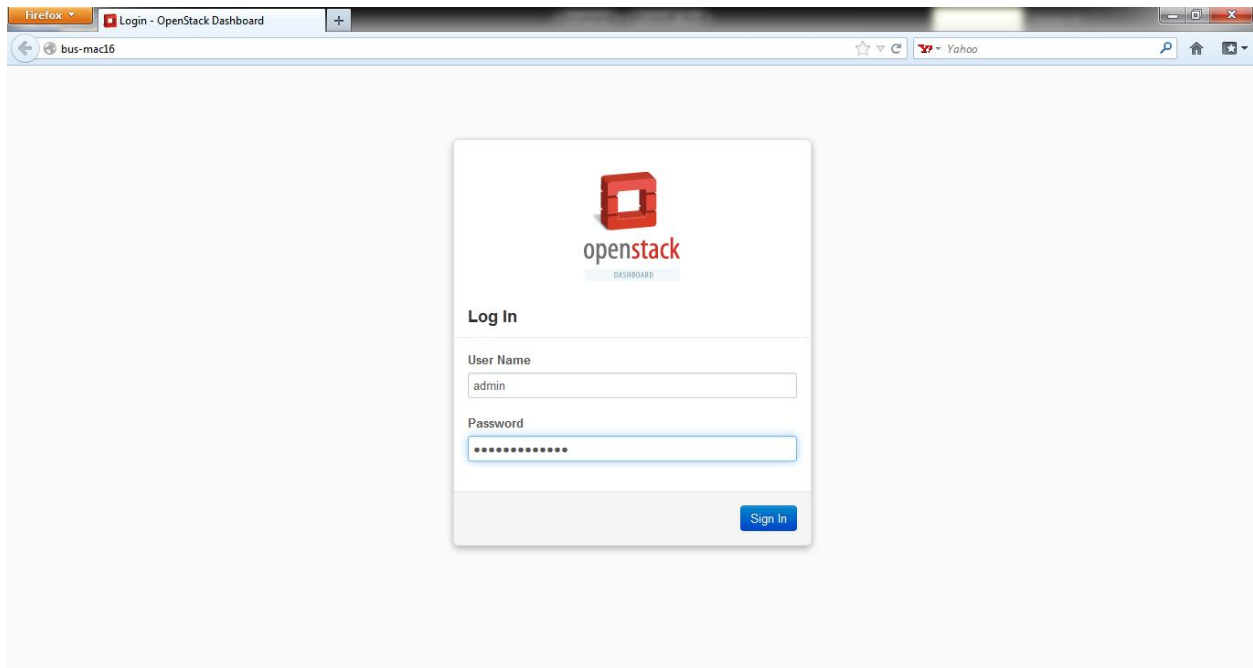 Firefox
Login - OpenStack Dashboard
bus-mac16
Yahoo
openstack
DASHBOARD
Log In
User Name
admin
Password
•••••••••••••
Sign In